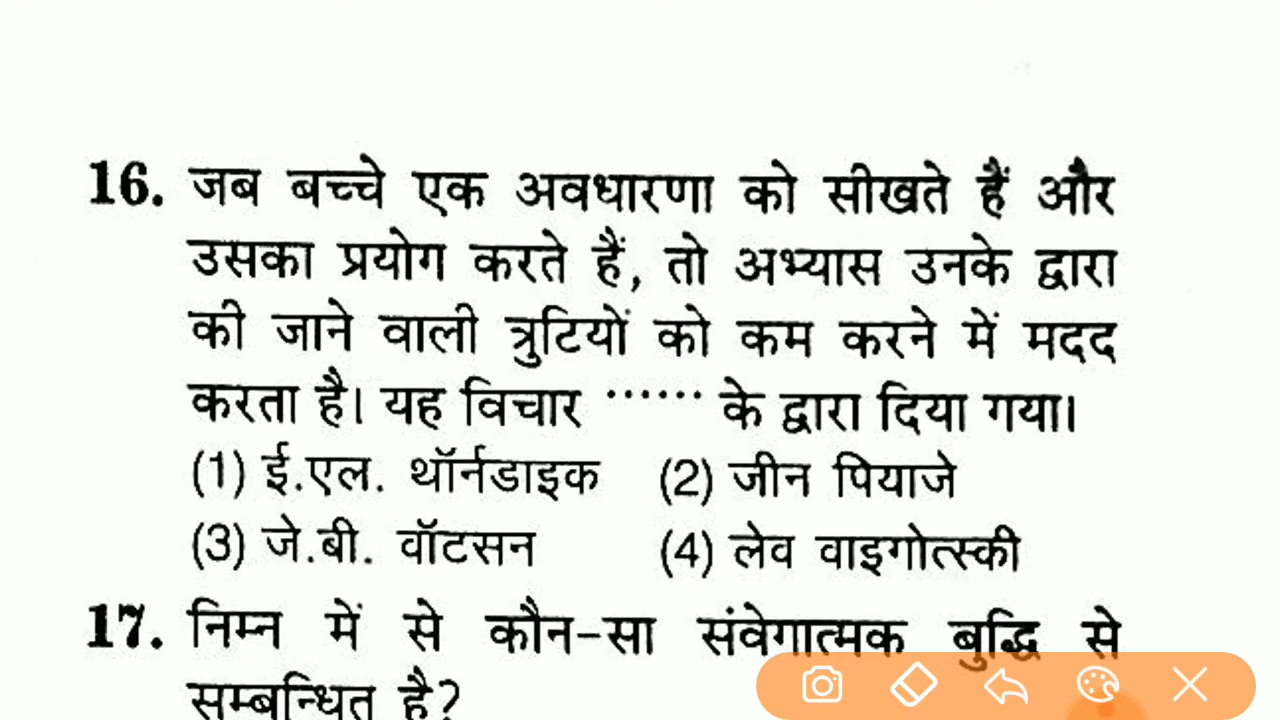 16. जब बच्चे एक अवधारणा को सीखते हैं और
उसका प्रयोग करते हैं, तो अभ्यास उनके द्वारा
की जाने वाली त्रुटियों को कम करने में मदद
करता है। यह विचार ...... के द्वारा दिया गया।
(1) ई.एल. थॉर्नडाइक (2) जीन पियाजे
(3) जे.बी. वॉटसन (4) लेव वाइगोत्स्की
17. निम्न में से कौन-सा संवेगात्मक बुद्धि से
सम्बन्धित है?